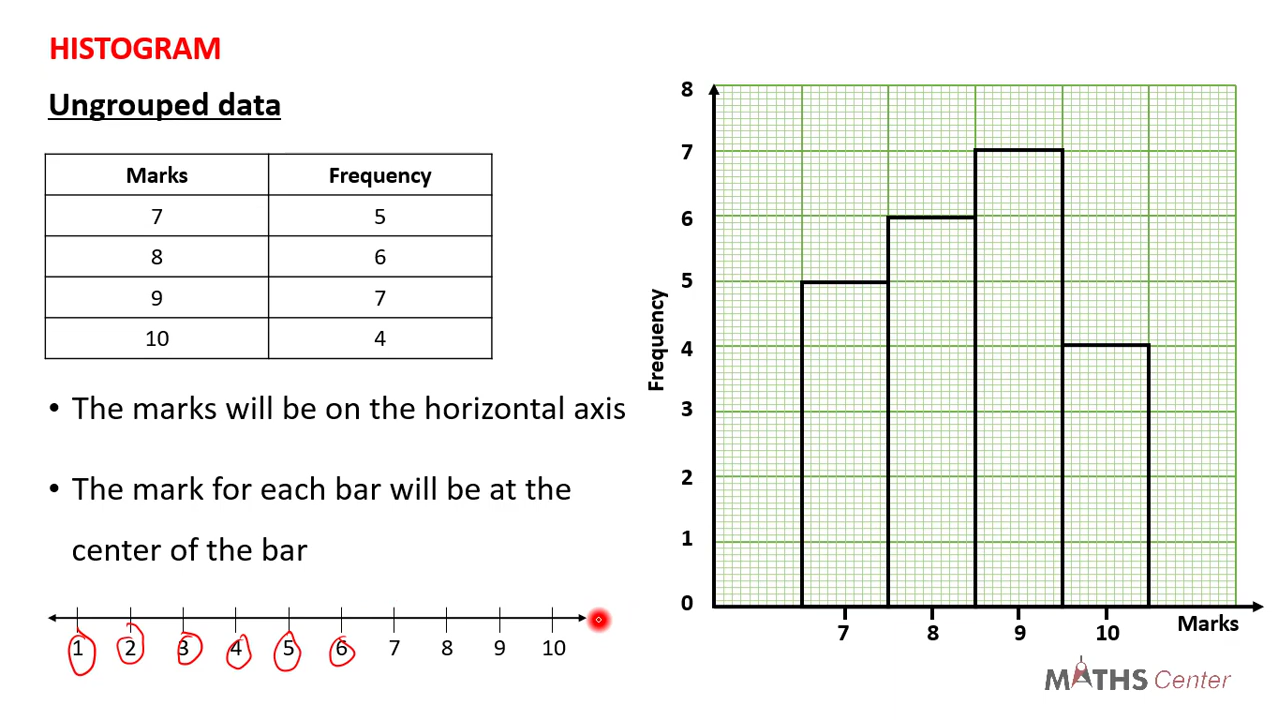 HISTOGRAM
Ungrouped data
Marks Frequency
7 5
8 6
9 7
10 4
• The marks will be on the horizontal axis
• The mark for each bar will be at the
center of the bar
1 2 3 4 5 6 7 8 9 10
8
7
6
5
4
3
2
1
0
Frequency
7 8 9 10
Marks
MATHS Center